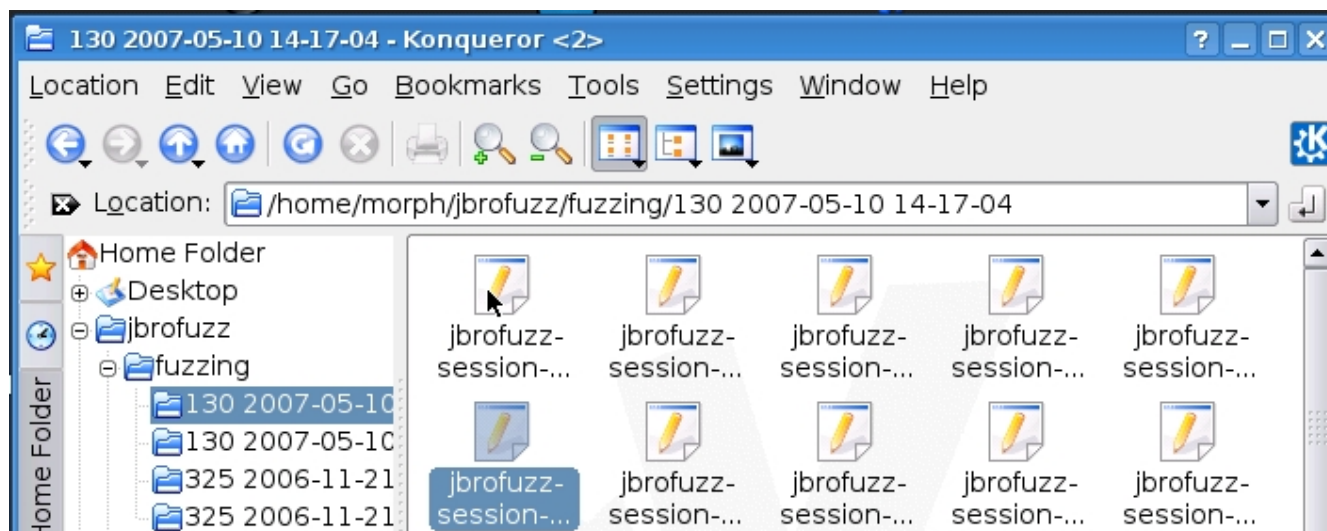 130 2007-05-10 14-17-04 - Konqueror <2>
Location Edit View Go Bookmarks Tools Settings Window Help
Location: /home/morph/jbrofuzz/fuzzing/130 2007-05-10 14-17-04
Home Folder
Home Folder
Desktop
jbrofuzz
fuzzing
130 2007-05-10
130 2007-05-10
325 2006-11-21
325 2006-11-21
jbrofuzz- jbrofuzz- jbrofuzz- jbrofuzz- jbrofuzz-
session-... session-... session-... session-... session-...
jbrofuzz- jbrofuzz- jbrofuzz- jbrofuzz- jbrofuzz-
session-... session-... session-... session-... session-...